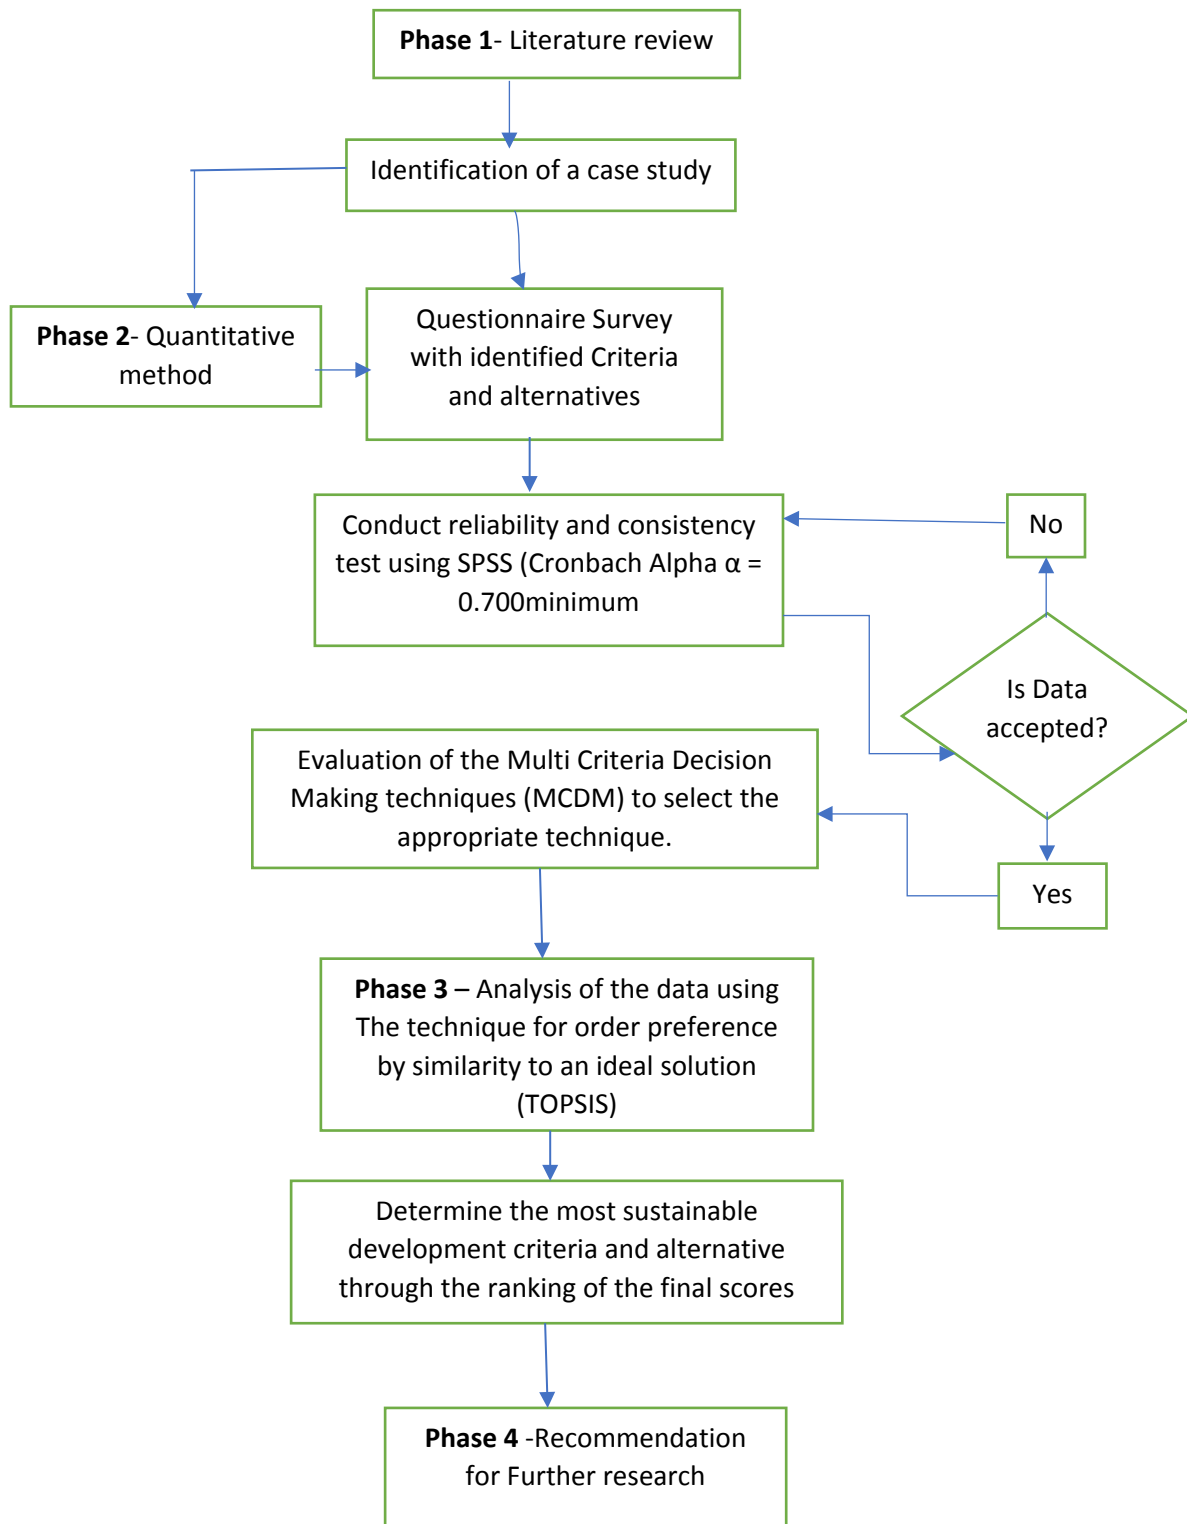 Phase 1- Literature review
Identification of a case study
Phase 2- Quantitative
method
Questionnaire Survey
with identified Criteria
and alternatives
Conduct reliability and consistency
test using SPSS (Cronbach Alpha α =
0.700minimum
No
Is Data
accepted?
Yes
Evaluation of the Multi Criteria Decision
Making techniques (MCDM) to select the
appropriate technique.
Phase 3 – Analysis of the data using
The technique for order preference
by similarity to an ideal solution
(TOPSIS)
Determine the most sustainable
development criteria and alternative
through the ranking of the final scores
Phase 4 -Recommendation
for Further research